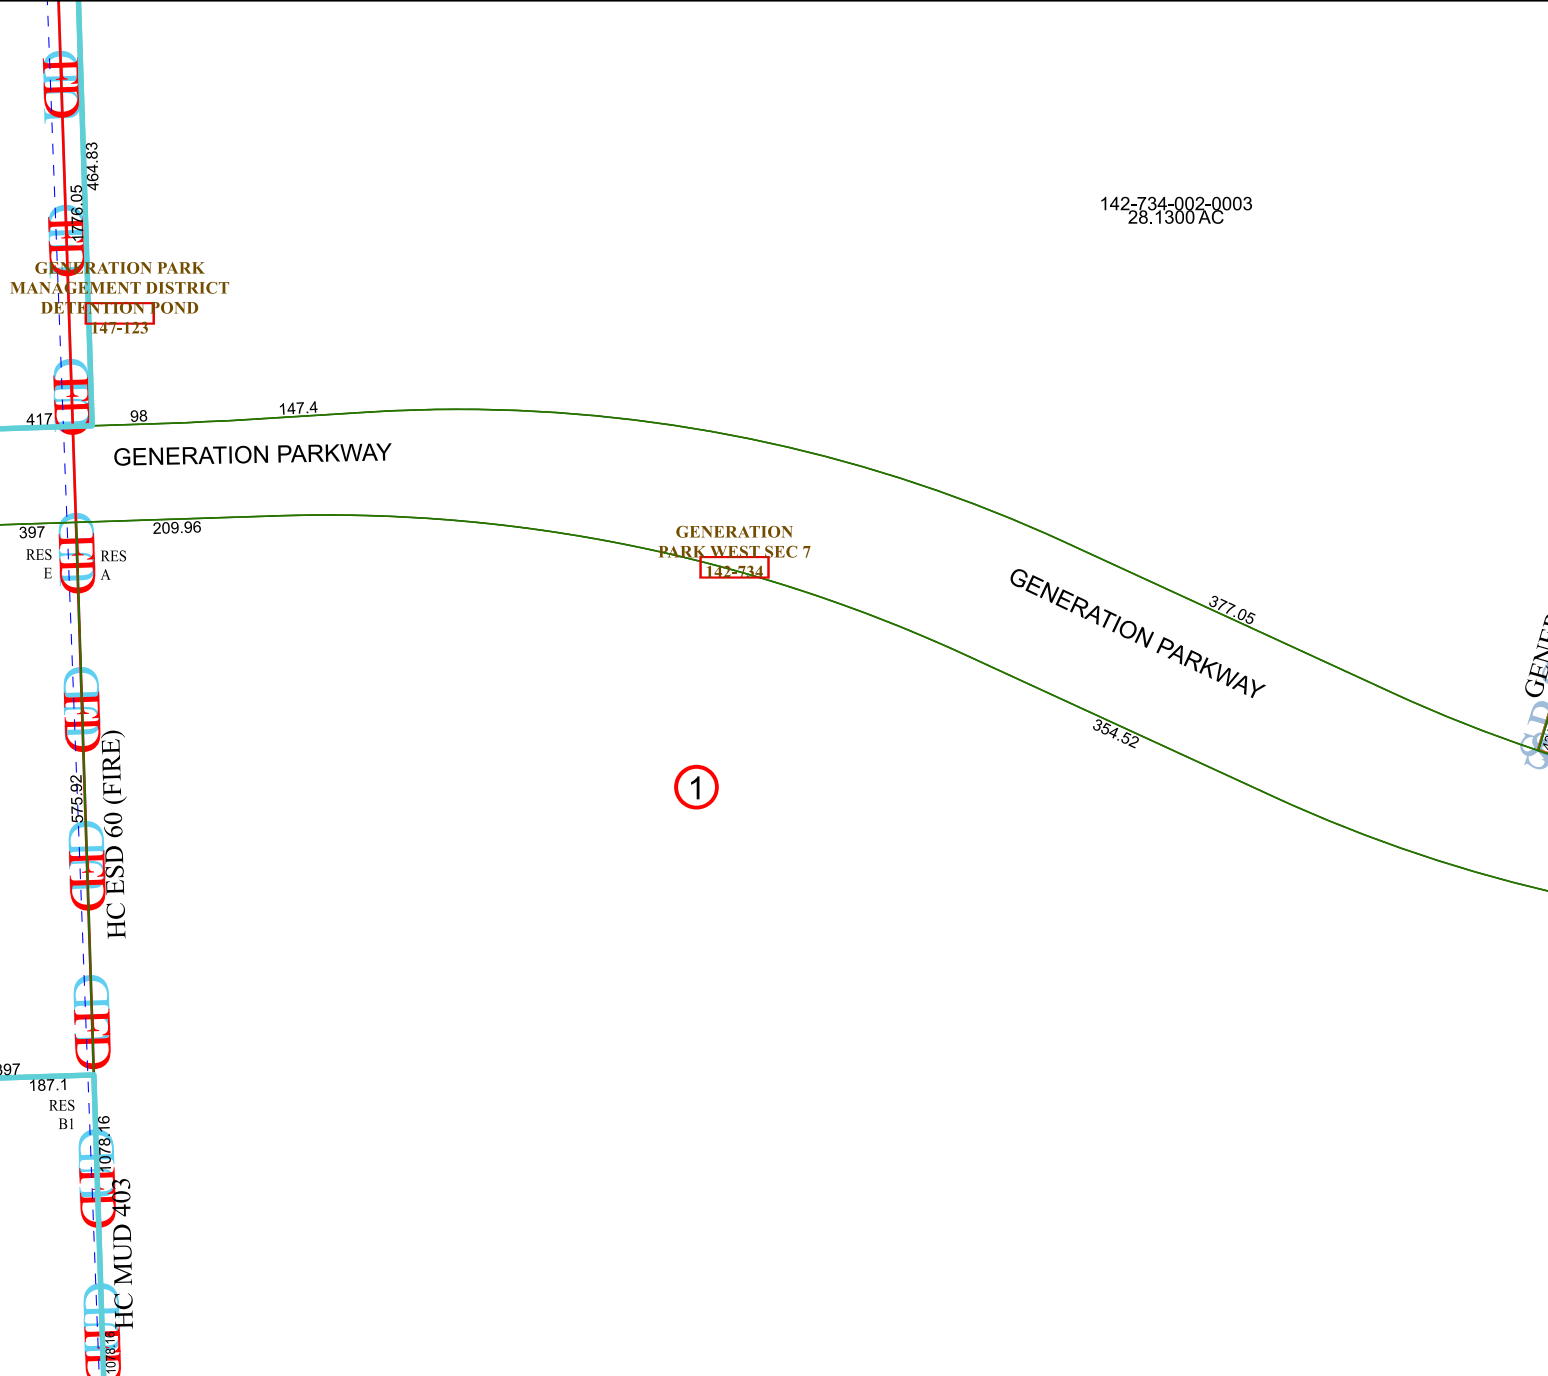 464.83
1776.05
142-734-002-0003
28.1300 AC
GENERATION PARK
MANAGEMENT DISTRICT
DETENTION POND
147-123
417
98
147.4
GENERATION PARKWAY
397
209.96
RES
E
RES
A
GENERATION
PARK WEST SEC 7
142-734
GENERATION PARKWAY
377.05
354.52
GENER
1
575.92
HC ESD 60 (FIRE)
397
187.1
RES
B1
1078.16
HC MUD 403
1078.16